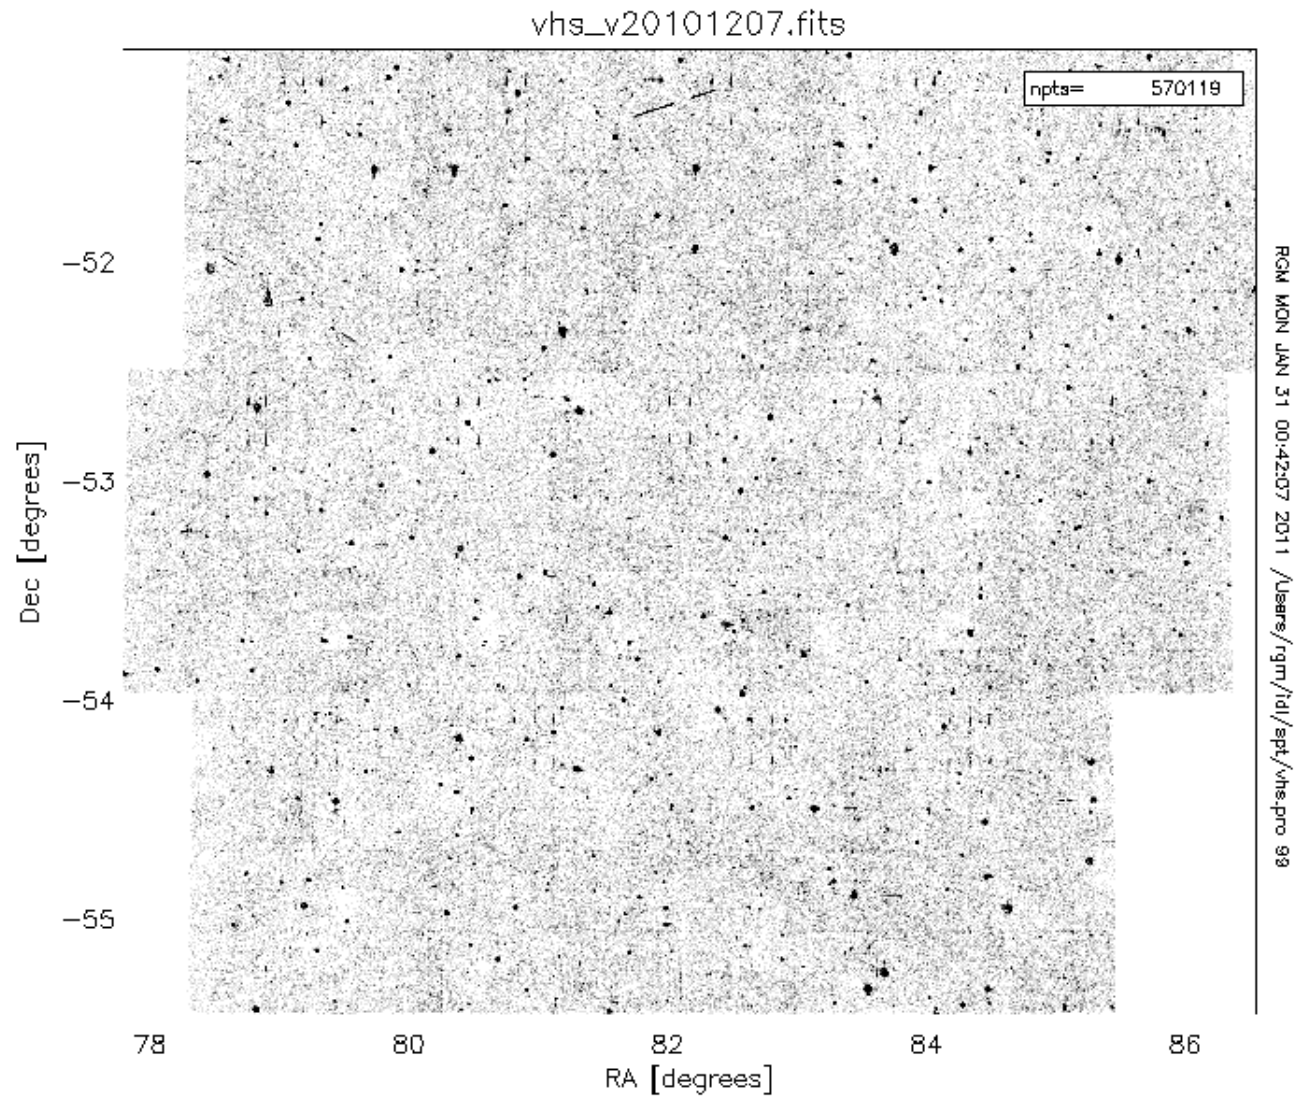 vhs_v20101207.fits
npts= 570119
-52
-53
-54
-55
Dec [degrees]
78 80 82 84 86
RA [degrees]
RGM MON JAN 31 00:42:07 2011 /Users/rgm/idl/spt/vhs.pro 99